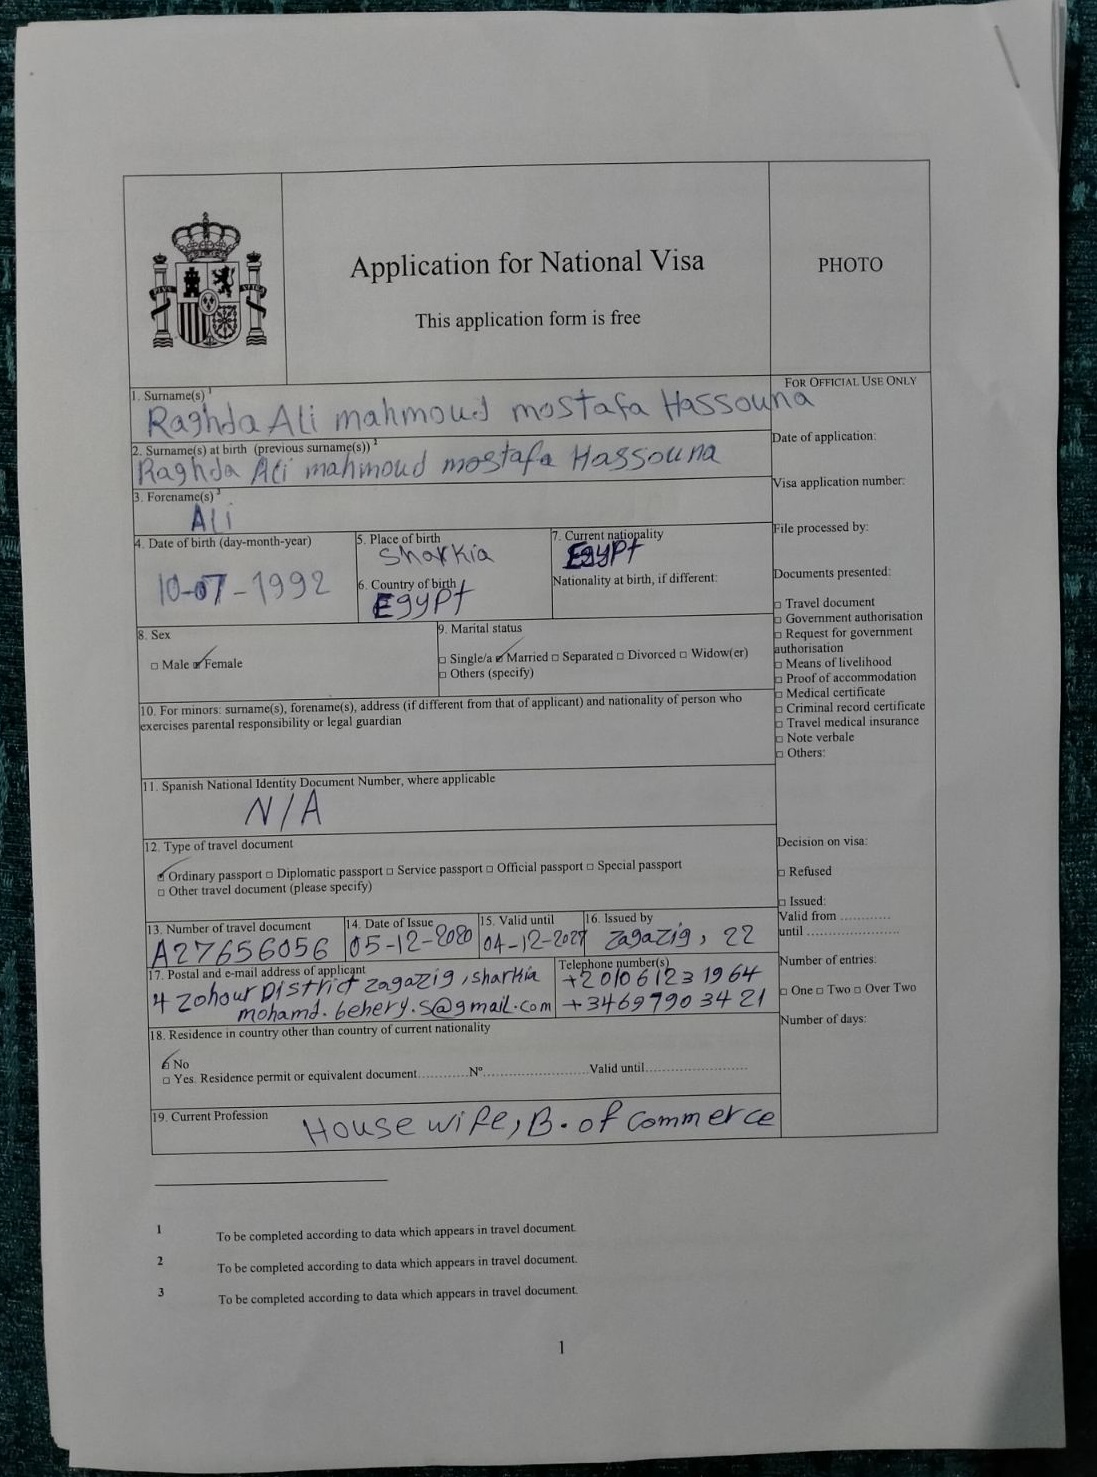 Application for National Visa
This application form is free
PHOTO
1. Surname(s) 1
Raghda Ali mahmoud mostafa Hassouna
2. Surname(s) at birth (previous surname(s)) 2
Raghda Ali mahmoud mostafa Hassouna
3. Forename(s) 3
Ali
4. Date of birth (day-month-year)
10-07-1992
5. Place of birth
Sharkia
6. Country of birth
Egypt
7. Current nationality
Egypt
Nationality at birth, if different:
8. Sex
□ Male ☑ Female
9. Marital status
□ Single/a ☑ Married □ Separated □ Divorced □ Widow(er)
□ Others (specify)
10. For minors: surname(s), forename(s), address (if different from that of applicant) and nationality of person who
exercises parental responsibility or legal guardian
11. Spanish National Identity Document Number, where applicable
N/A
12. Type of travel document
☑ Ordinary passport □ Diplomatic passport □ Service passport □ Official passport □ Special passport
□ Other travel document (please specify)
13. Number of travel document
A27656056
14. Date of Issue
05-12-2020
15. Valid until
04-12-2027
16. Issued by
Zagazig, 22
17. Postal and e-mail address of applicant
4 Zohour District Zagazig, sharkia
mohamd.behery.s@gmail.com
Telephone number(s)
+201061231964
+34697903421
18. Residence in country other than country of current nationality
☑ No
□ Yes. Residence permit or equivalent document..........Nº......................Valid until.....................
19. Current Profession
House wife, B. of Commerce
FOR OFFICIAL USE ONLY
Date of application:
Visa application number:
File processed by:
Documents presented:
□ Travel document
□ Government authorisation
□ Request for government
authorisation
□ Means of livelihood
□ Proof of accommodation
□ Medical certificate
□ Criminal record certificate
□ Travel medical insurance
□ Note verbale
□ Others:
Decision on visa:
□ Refused
□ Issued:
Valid from ............
until ......................
Number of entries:
□ One □ Two □ Over Two
Number of days:
1 To be completed according to data which appears in travel document.
2 To be completed according to data which appears in travel document.
3 To be completed according to data which appears in travel document.
1